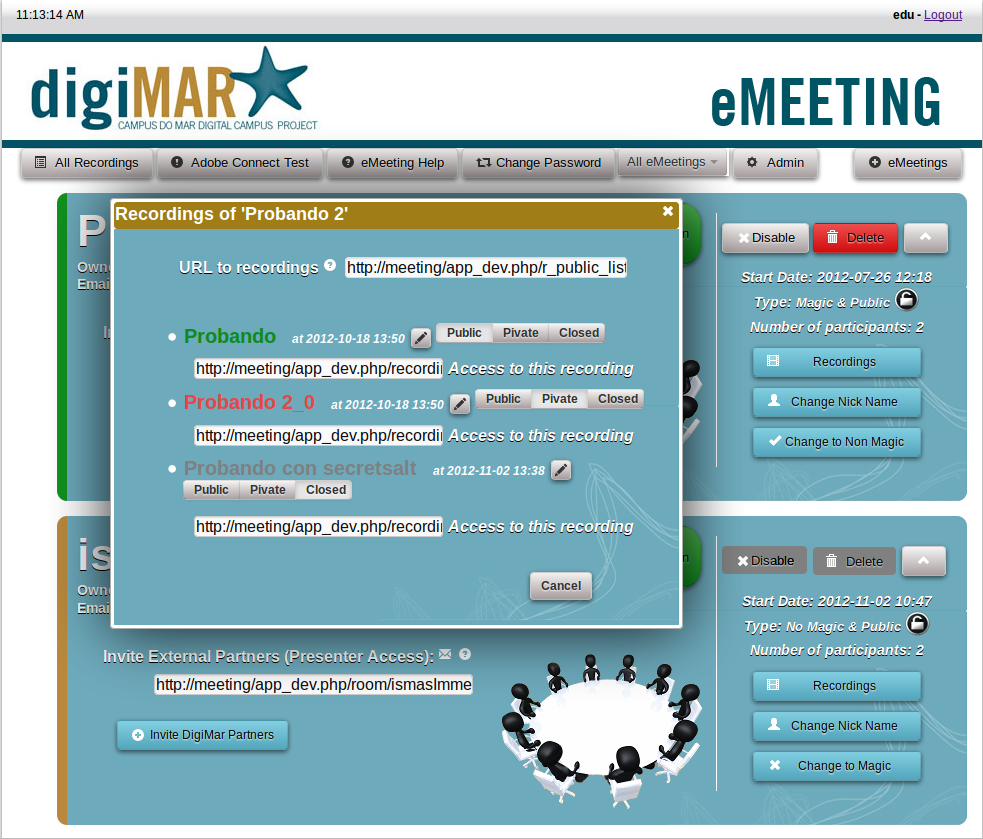 11:13:14 AM
edu - Logout
digiMAR
CAMPUS DO MAR DIGITAL CAMPUS PROJECT
eMEETING
All Recordings
Adobe Connect Test
eMeeting Help
Change Password
All eMeetings
Admin
eMeetings
Recordings of 'Probando 2'
URL to recordings ?
http://meeting/app_dev.php/r_public_list
Probando at 2012-10-18 13:50 Public Private Closed
http://meeting/app_dev.php/recordi Access to this recording
Probando 2_0 at 2012-10-18 13:50 Public Private Closed
http://meeting/app_dev.php/recordi Access to this recording
Probando con secretsalt at 2012-11-02 13:38
Public Private Closed
http://meeting/app_dev.php/recordi Access to this recording
Cancel
P
Owne
Emai
Disable Delete
Start Date: 2012-07-26 12:18
Type: Magic & Public
Number of participants: 2
Recordings
Change Nick Name
Change to Non Magic
is
Owne
Emai
Invite External Partners (Presenter Access): ?
http://meeting/app_dev.php/room/ismasImme
Invite DigiMar Partners
Disable Delete
Start Date: 2012-11-02 10:47
Type: No Magic & Public
Number of participants: 2
Recordings
Change Nick Name
Change to Magic